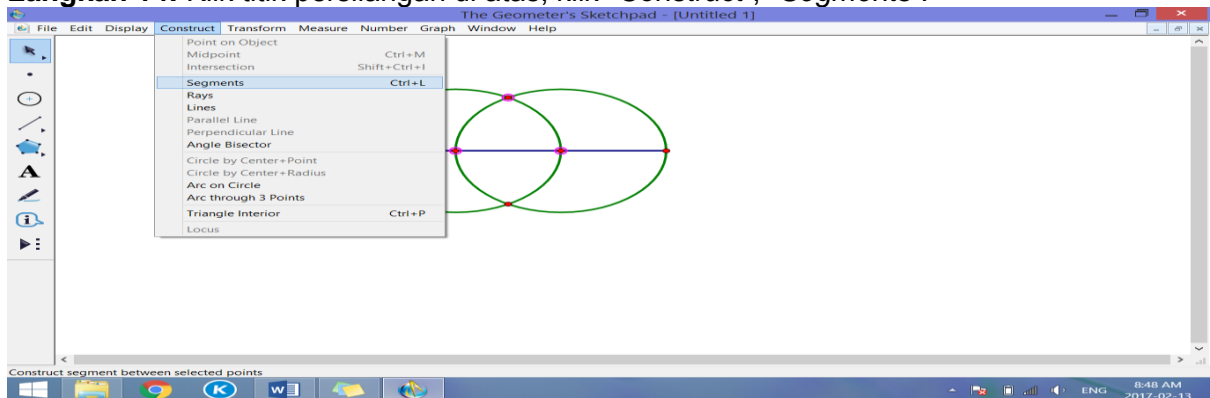 The Geometer's Sketchpad - [Untitled 1]
File Edit Display Construct Transform Measure Number Graph Window Help
Point on Object
Midpoint Ctrl+M
Intersection Shift+Ctrl+I
Segments Ctrl+L
Rays
Lines
Parallel Line
Perpendicular Line
Angle Bisector
Circle by Center+Point
Circle by Center+Radius
Arc on Circle
Arc through 3 Points
Triangle Interior Ctrl+P
Locus
A
Construct segment between selected points
K
W
ENG
8:48 AM
2017-02-13